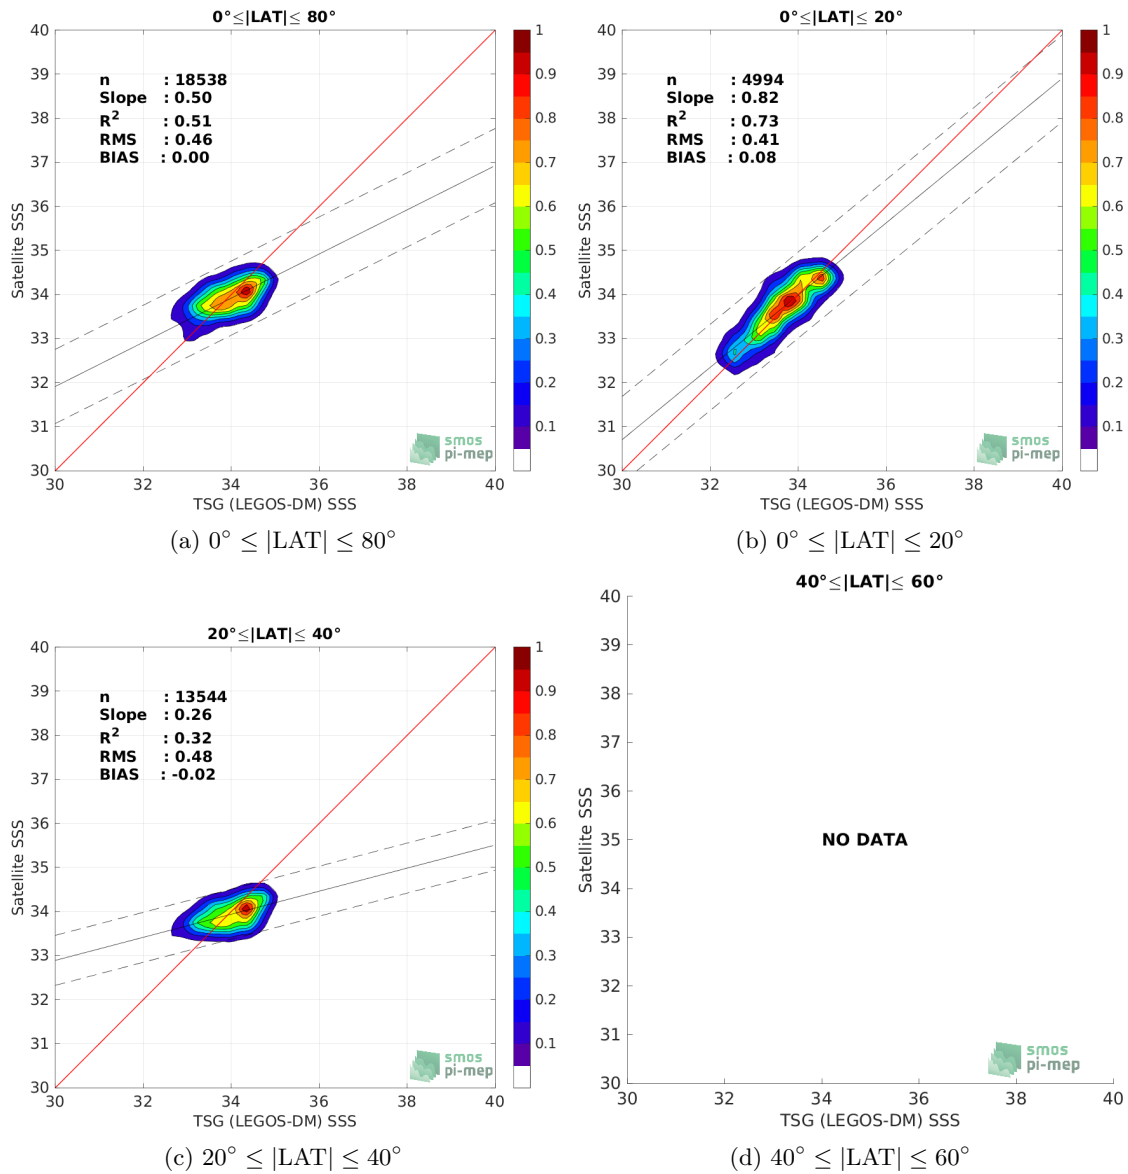 0°≤|LAT|≤ 80°
n : 18538
Slope : 0.50
R² : 0.51
RMS : 0.46
BIAS : 0.00
Satellite SSS
40
39
38
37
36
35
34
33
32
31
30
30 32 34 36 38 40
TSG (LEGOS-DM) SSS
1
0.9
0.8
0.7
0.6
0.5
0.4
0.3
0.2
0.1
smos
pi-mep
(a) 0° ≤ |LAT| ≤ 80°
0°≤|LAT|≤ 20°
n : 4994
Slope : 0.82
R² : 0.73
RMS : 0.41
BIAS : 0.08
Satellite SSS
40
39
38
37
36
35
34
33
32
31
30
30 32 34 36 38 40
TSG (LEGOS-DM) SSS
1
0.9
0.8
0.7
0.6
0.5
0.4
0.3
0.2
0.1
smos
pi-mep
(b) 0° ≤ |LAT| ≤ 20°
20°≤|LAT|≤ 40°
n : 13544
Slope : 0.26
R² : 0.32
RMS : 0.48
BIAS : -0.02
Satellite SSS
40
39
38
37
36
35
34
33
32
31
30
30 32 34 36 38 40
TSG (LEGOS-DM) SSS
1
0.9
0.8
0.7
0.6
0.5
0.4
0.3
0.2
0.1
smos
pi-mep
(c) 20° ≤ |LAT| ≤ 40°
40°≤|LAT|≤ 60°
NO DATA
Satellite SSS
40
39
38
37
36
35
34
33
32
31
30
30 32 34 36 38 40
TSG (LEGOS-DM) SSS
smos
pi-mep
(d) 40° ≤ |LAT| ≤ 60°